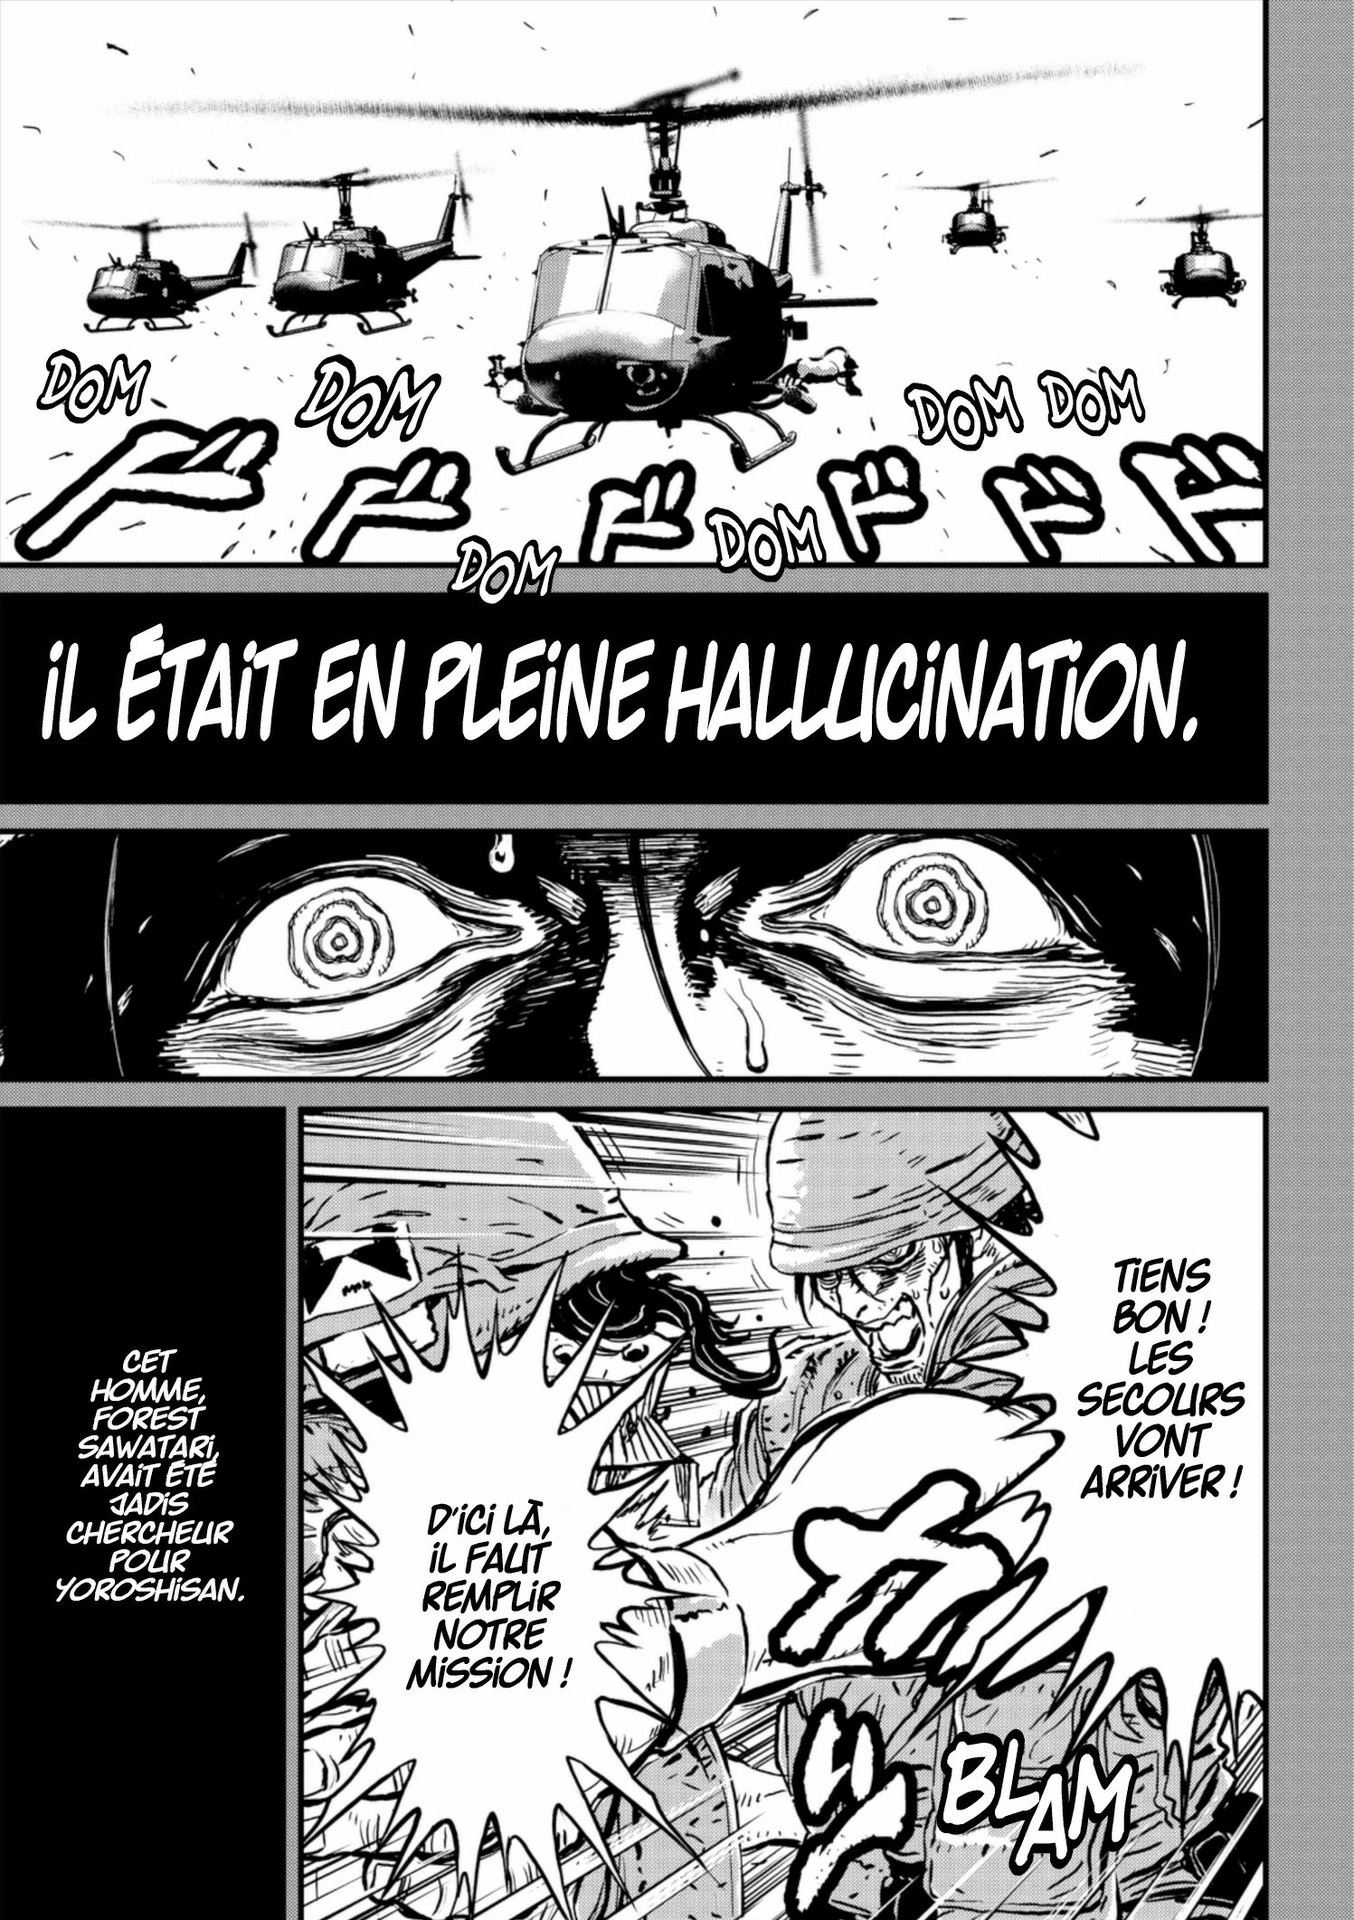 DOM
DOM
DOM DOM
ド ド ド ド ド ド
DOM
DOM
IL ÉTAIT EN PLEINE HALLUCINATION.
TIENS
BON !
LES
SECOURS
VONT
ARRIVER !
D'ICI LÀ,
IL FAUT
REMPLIR
NOTRE
MISSION !
ガッ
BLAM
CET
HOMME,
FOREST
SAWATARI,
AVAIT ÉTÉ
JADIS
CHERCHEUR
POUR
YOROSHISAN.